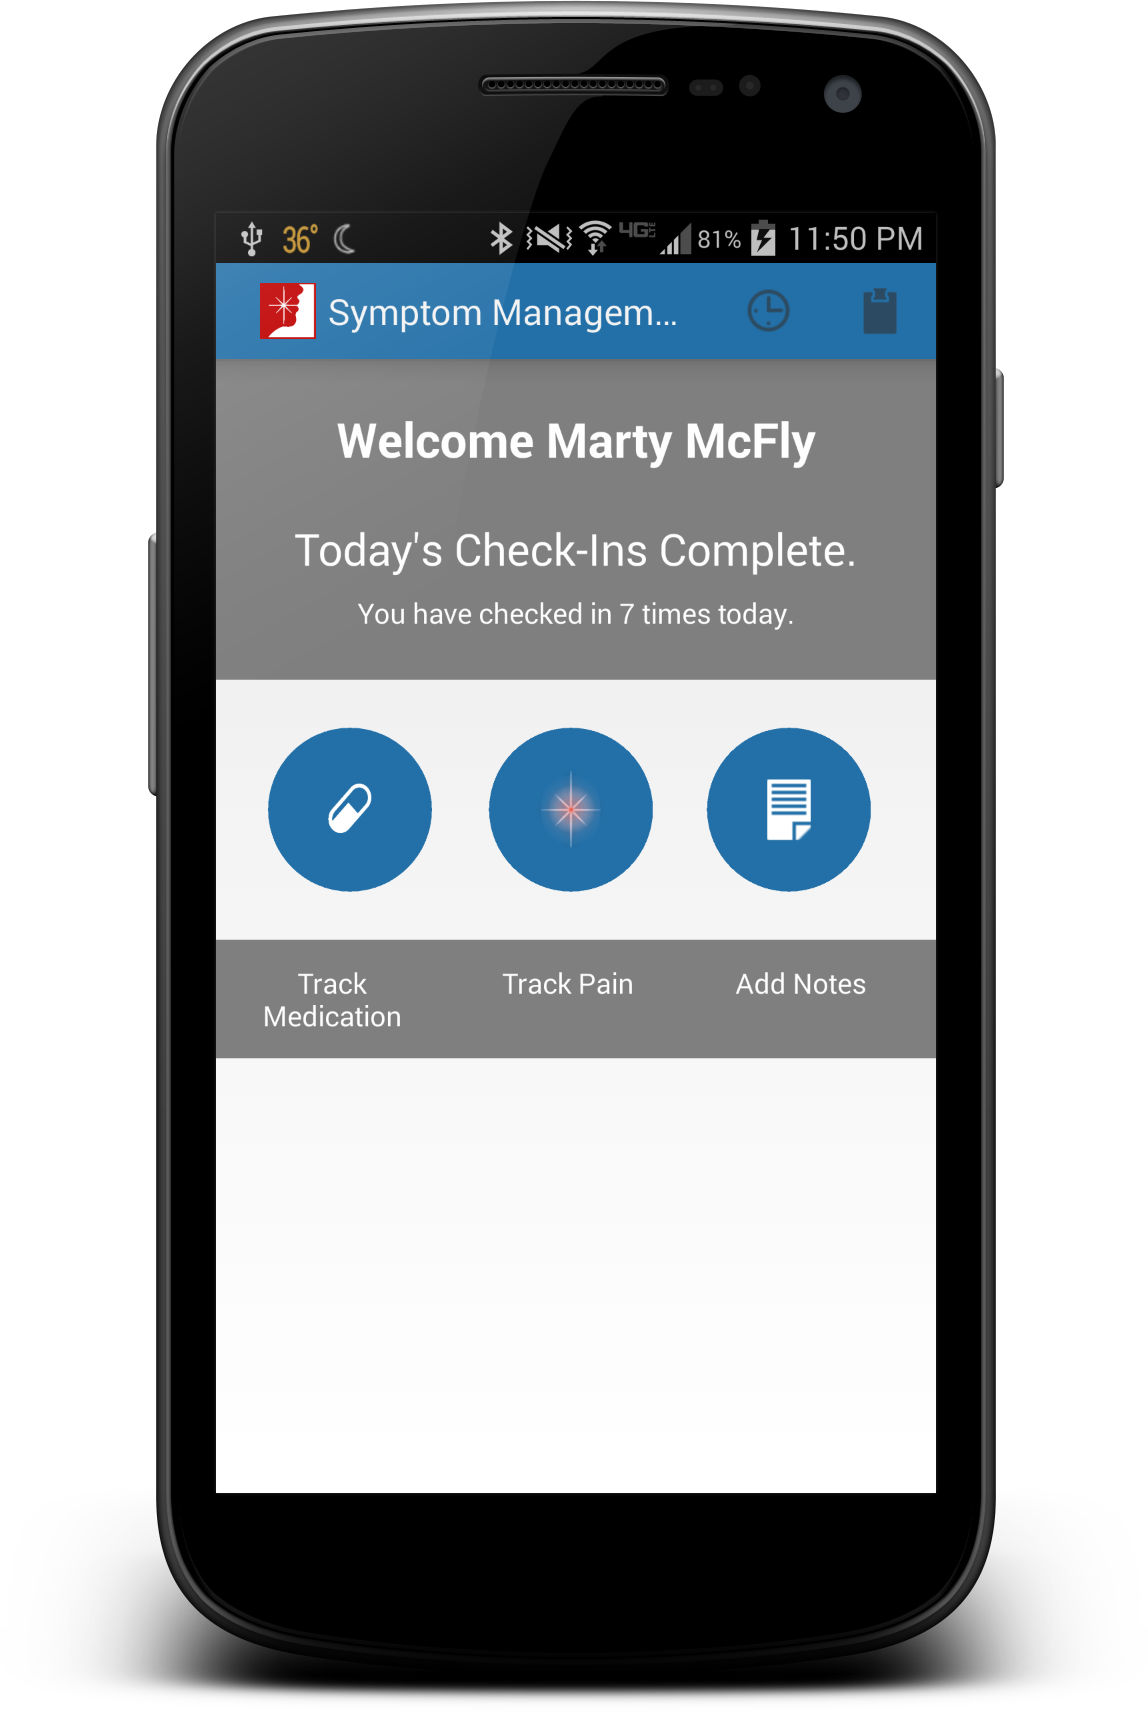 36° 4G LTE 81% 11:50 PM
Symptom Managem...
Welcome Marty McFly
Today's Check-Ins Complete.
You have checked in 7 times today.
Track Medication
Track Pain
Add Notes